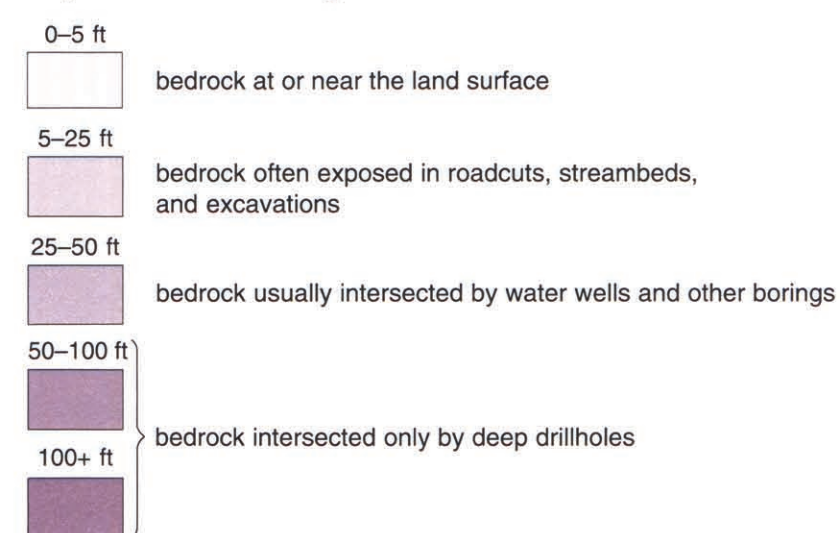 0–5 ft
bedrock at or near the land surface
5–25 ft
bedrock often exposed in roadcuts, streambeds,
and excavations
25–50 ft
bedrock usually intersected by water wells and other borings
50–100 ft
bedrock intersected only by deep drillholes
100+ ft